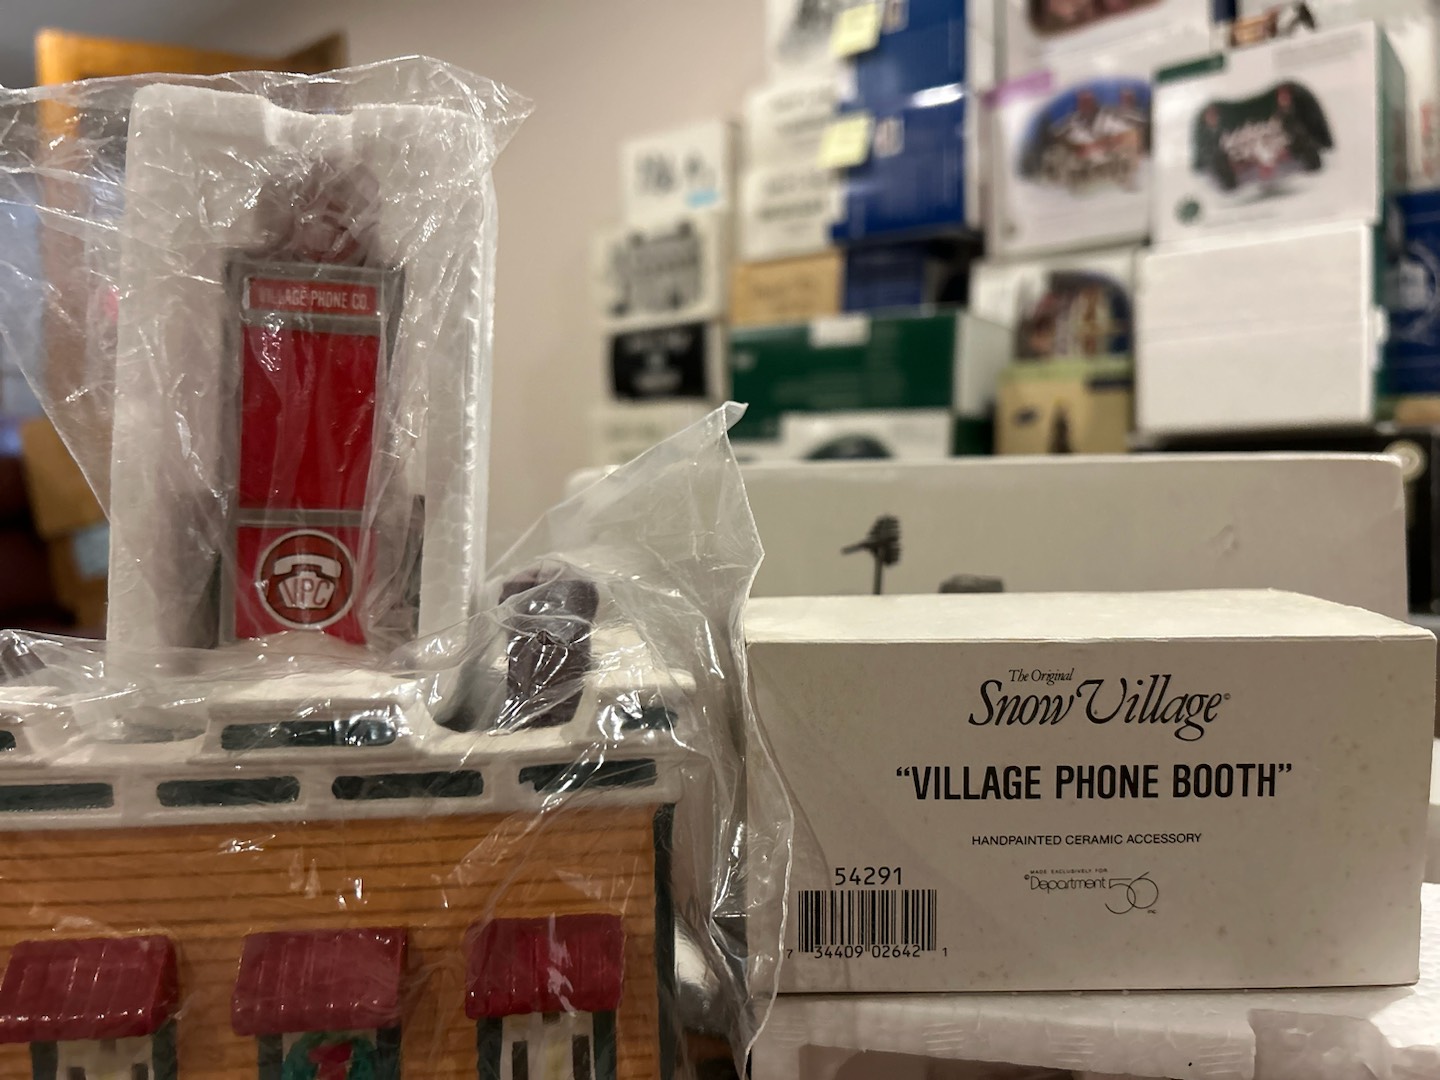 VILLAGE PHONE CO.
VPC
The Original
Snow Village©
“VILLAGE PHONE BOOTH”
HANDPAINTED CERAMIC ACCESSORY
54291
MADE EXCLUSIVELY FOR
©Department 56 INC
7 34409 02642 1